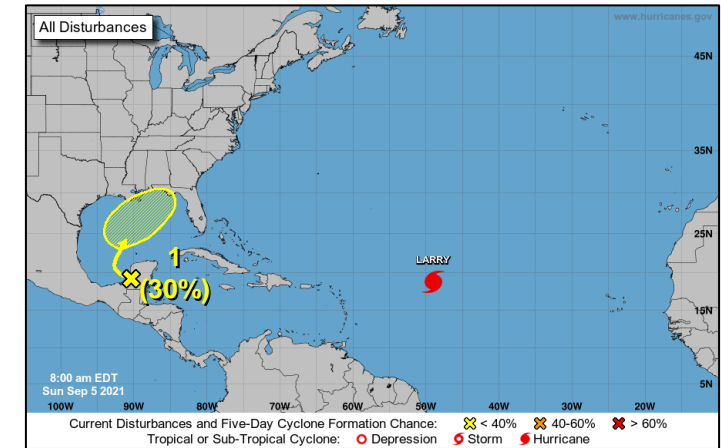 All Disturbances
www.hurricanes.gov
45N
35N
25N
1
(30%)
LARRY
15N
5N
8:00 am EDT
Sun Sep 5 2021
100W 90W 80W 70W 60W 50W 40W 30W 20W
Current Disturbances and Five-Day Cyclone Formation Chance: < 40% 40-60% > 60%
Tropical or Sub-Tropical Cyclone: Depression Storm Hurricane